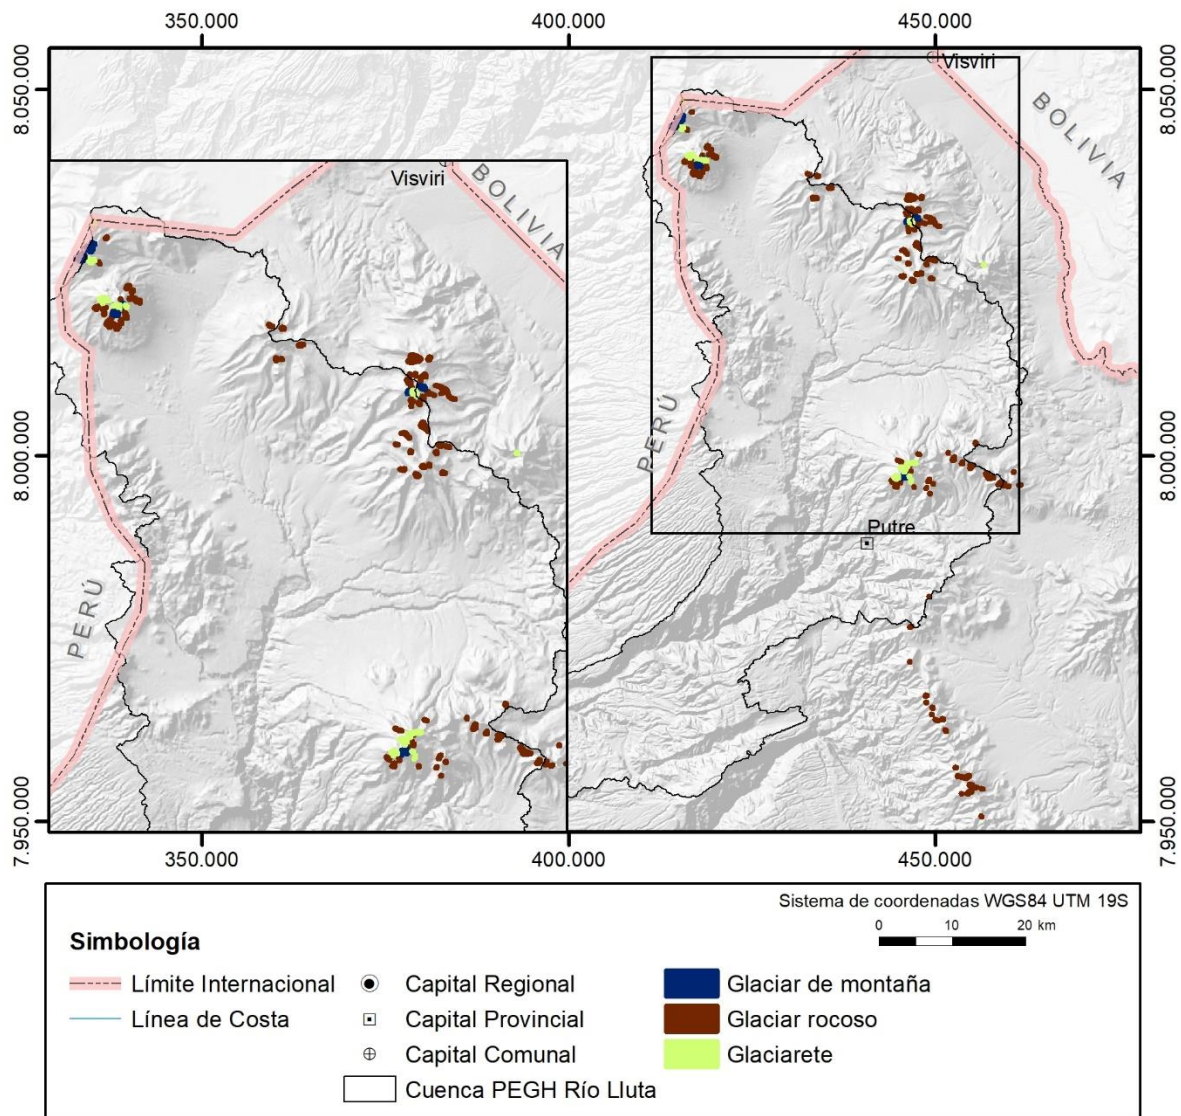 350.000 400.000 450.000
8.050.000
8.050.000
Visviri
BOLIVIA
Visviri
BOLIVIA
PERÚ
8.000.000
8.000.000
Putre
PERÚ
7.950.000
7.950.000
350.000 400.000 450.000
Sistema de coordenadas WGS84 UTM 19S
0 10 20 km
Simbología
Límite Internacional
Línea de Costa
Capital Regional
Capital Provincial
Capital Comunal
Cuenca PEGH Río Lluta
Glaciar de montaña
Glaciar rocoso
Glaciarete